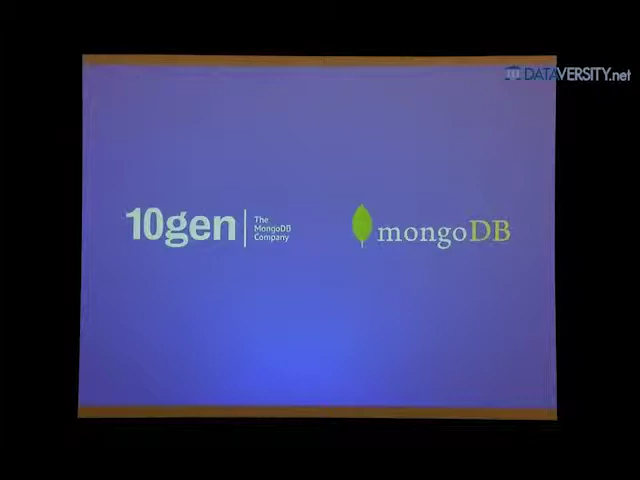 DATAVERSITY.net
10gen
The
MongoDB
Company
mongoDB